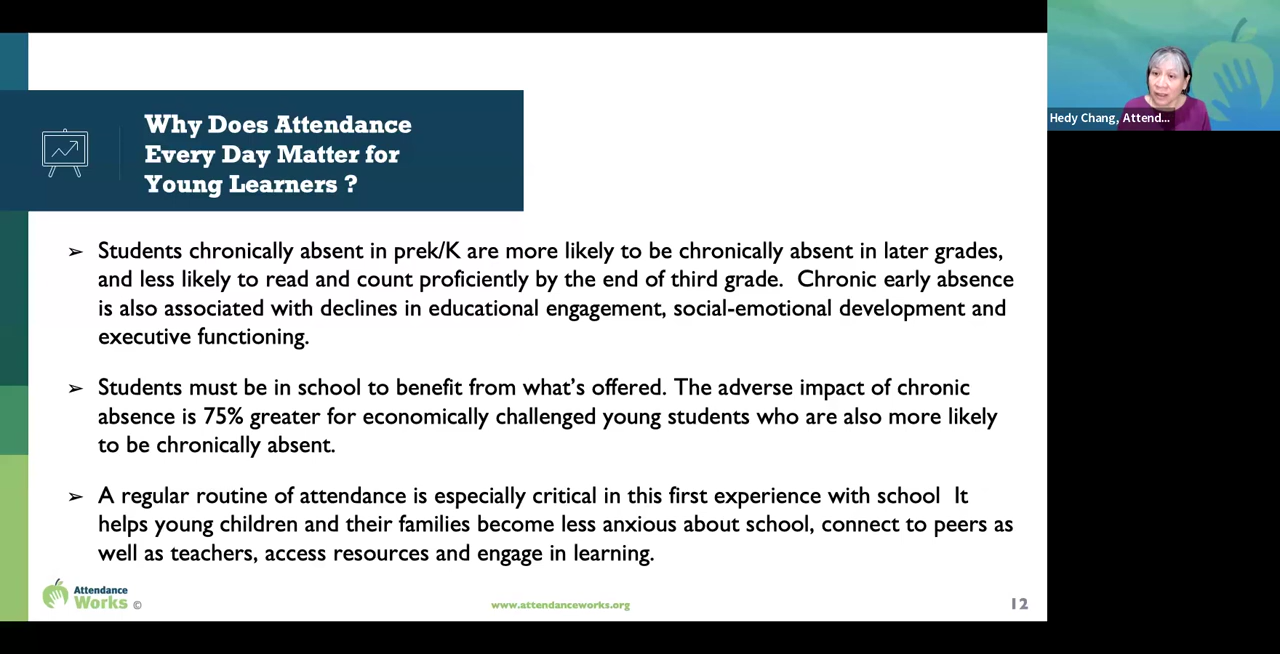 Why Does Attendance
Every Day Matter for
Young Learners ?
➢ Students chronically absent in prek/K are more likely to be chronically absent in later grades,
and less likely to read and count proficiently by the end of third grade.  Chronic early absence
is also associated with declines in educational engagement, social-emotional development and
executive functioning.
➢ Students must be in school to benefit from what’s offered. The adverse impact of chronic
absence is 75% greater for economically challenged young students who are also more likely
to be chronically absent.
➢ A regular routine of attendance is especially critical in this first experience with school  It
helps young children and their families become less anxious about school, connect to peers as
well as teachers, access resources and engage in learning.
Attendance
Works ©
www.attendanceworks.org
12
Hedy Chang, Attend...